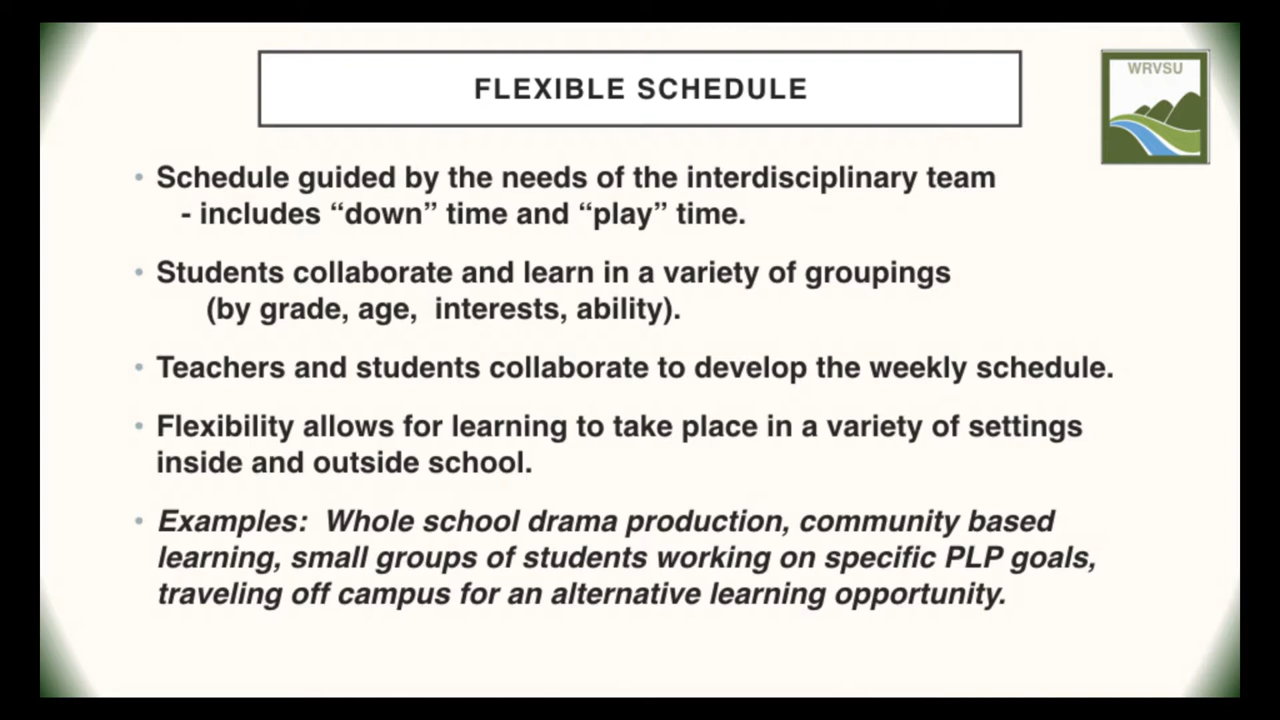 FLEXIBLE SCHEDULE
WRVSU
• Schedule guided by the needs of the interdisciplinary team
- includes “down” time and “play” time.
• Students collaborate and learn in a variety of groupings
(by grade, age,  interests, ability).
• Teachers and students collaborate to develop the weekly schedule.
• Flexibility allows for learning to take place in a variety of settings
inside and outside school.
• Examples:  Whole school drama production, community based
learning, small groups of students working on specific PLP goals,
traveling off campus for an alternative learning opportunity.